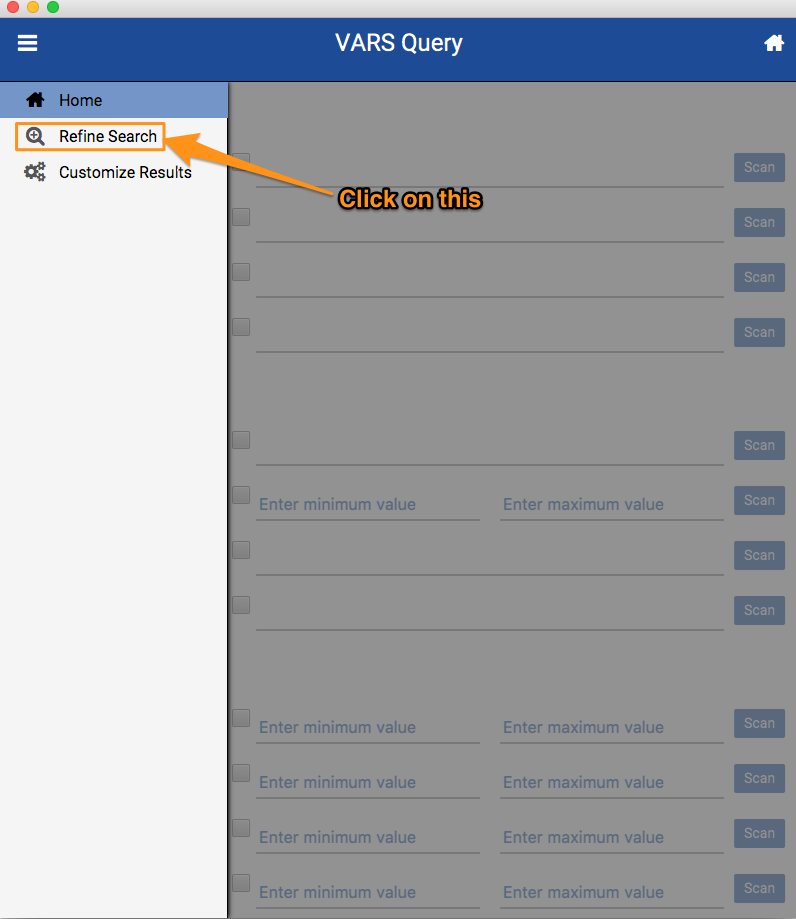 VARS Query
Home
Refine Search
Customize Results
Click on this
Scan
Scan
Scan
Scan
Scan
Enter minimum value Enter maximum value Scan
Scan
Scan
Enter minimum value Enter maximum value Scan
Enter minimum value Enter maximum value Scan
Enter minimum value Enter maximum value Scan
Enter minimum value Enter maximum value Scan